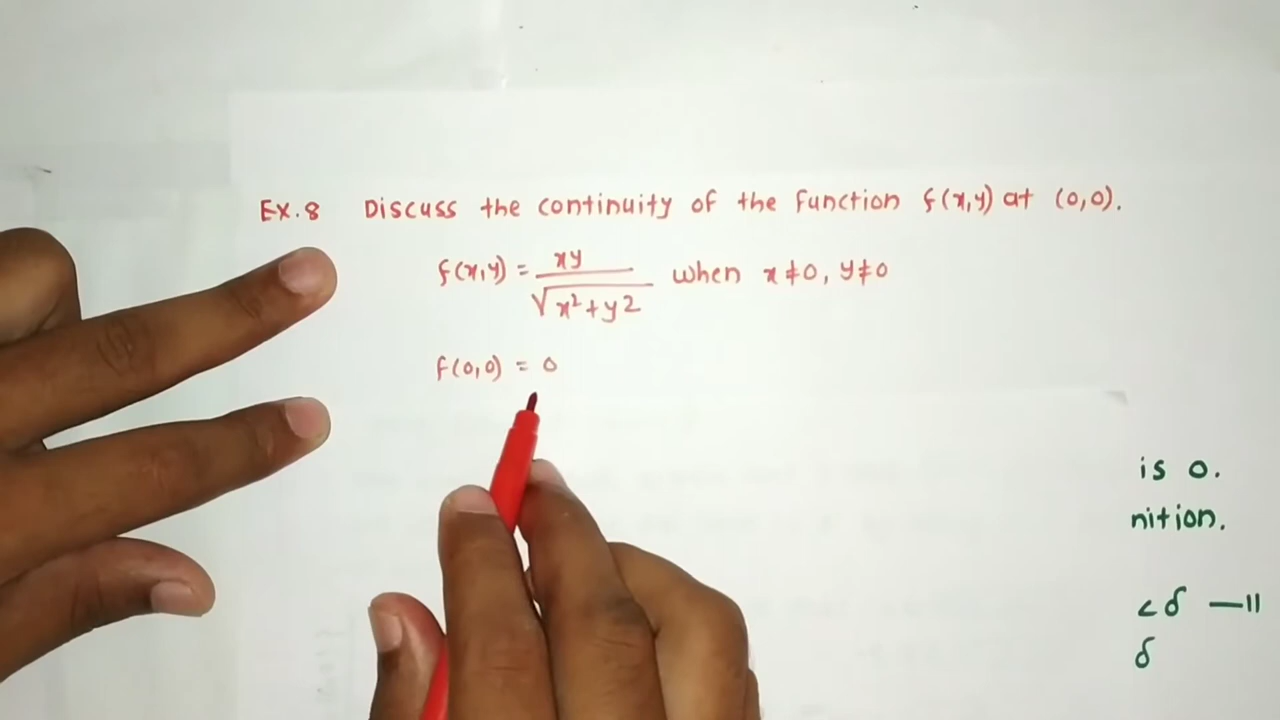 Ex.8 Discuss the continuity of the function f(x,y) at (0,0).
f(x,y) = xy / √x²+y2 when x≠0, y≠0
f(0,0) = 0
is 0.
nition.
<δ —11
δ